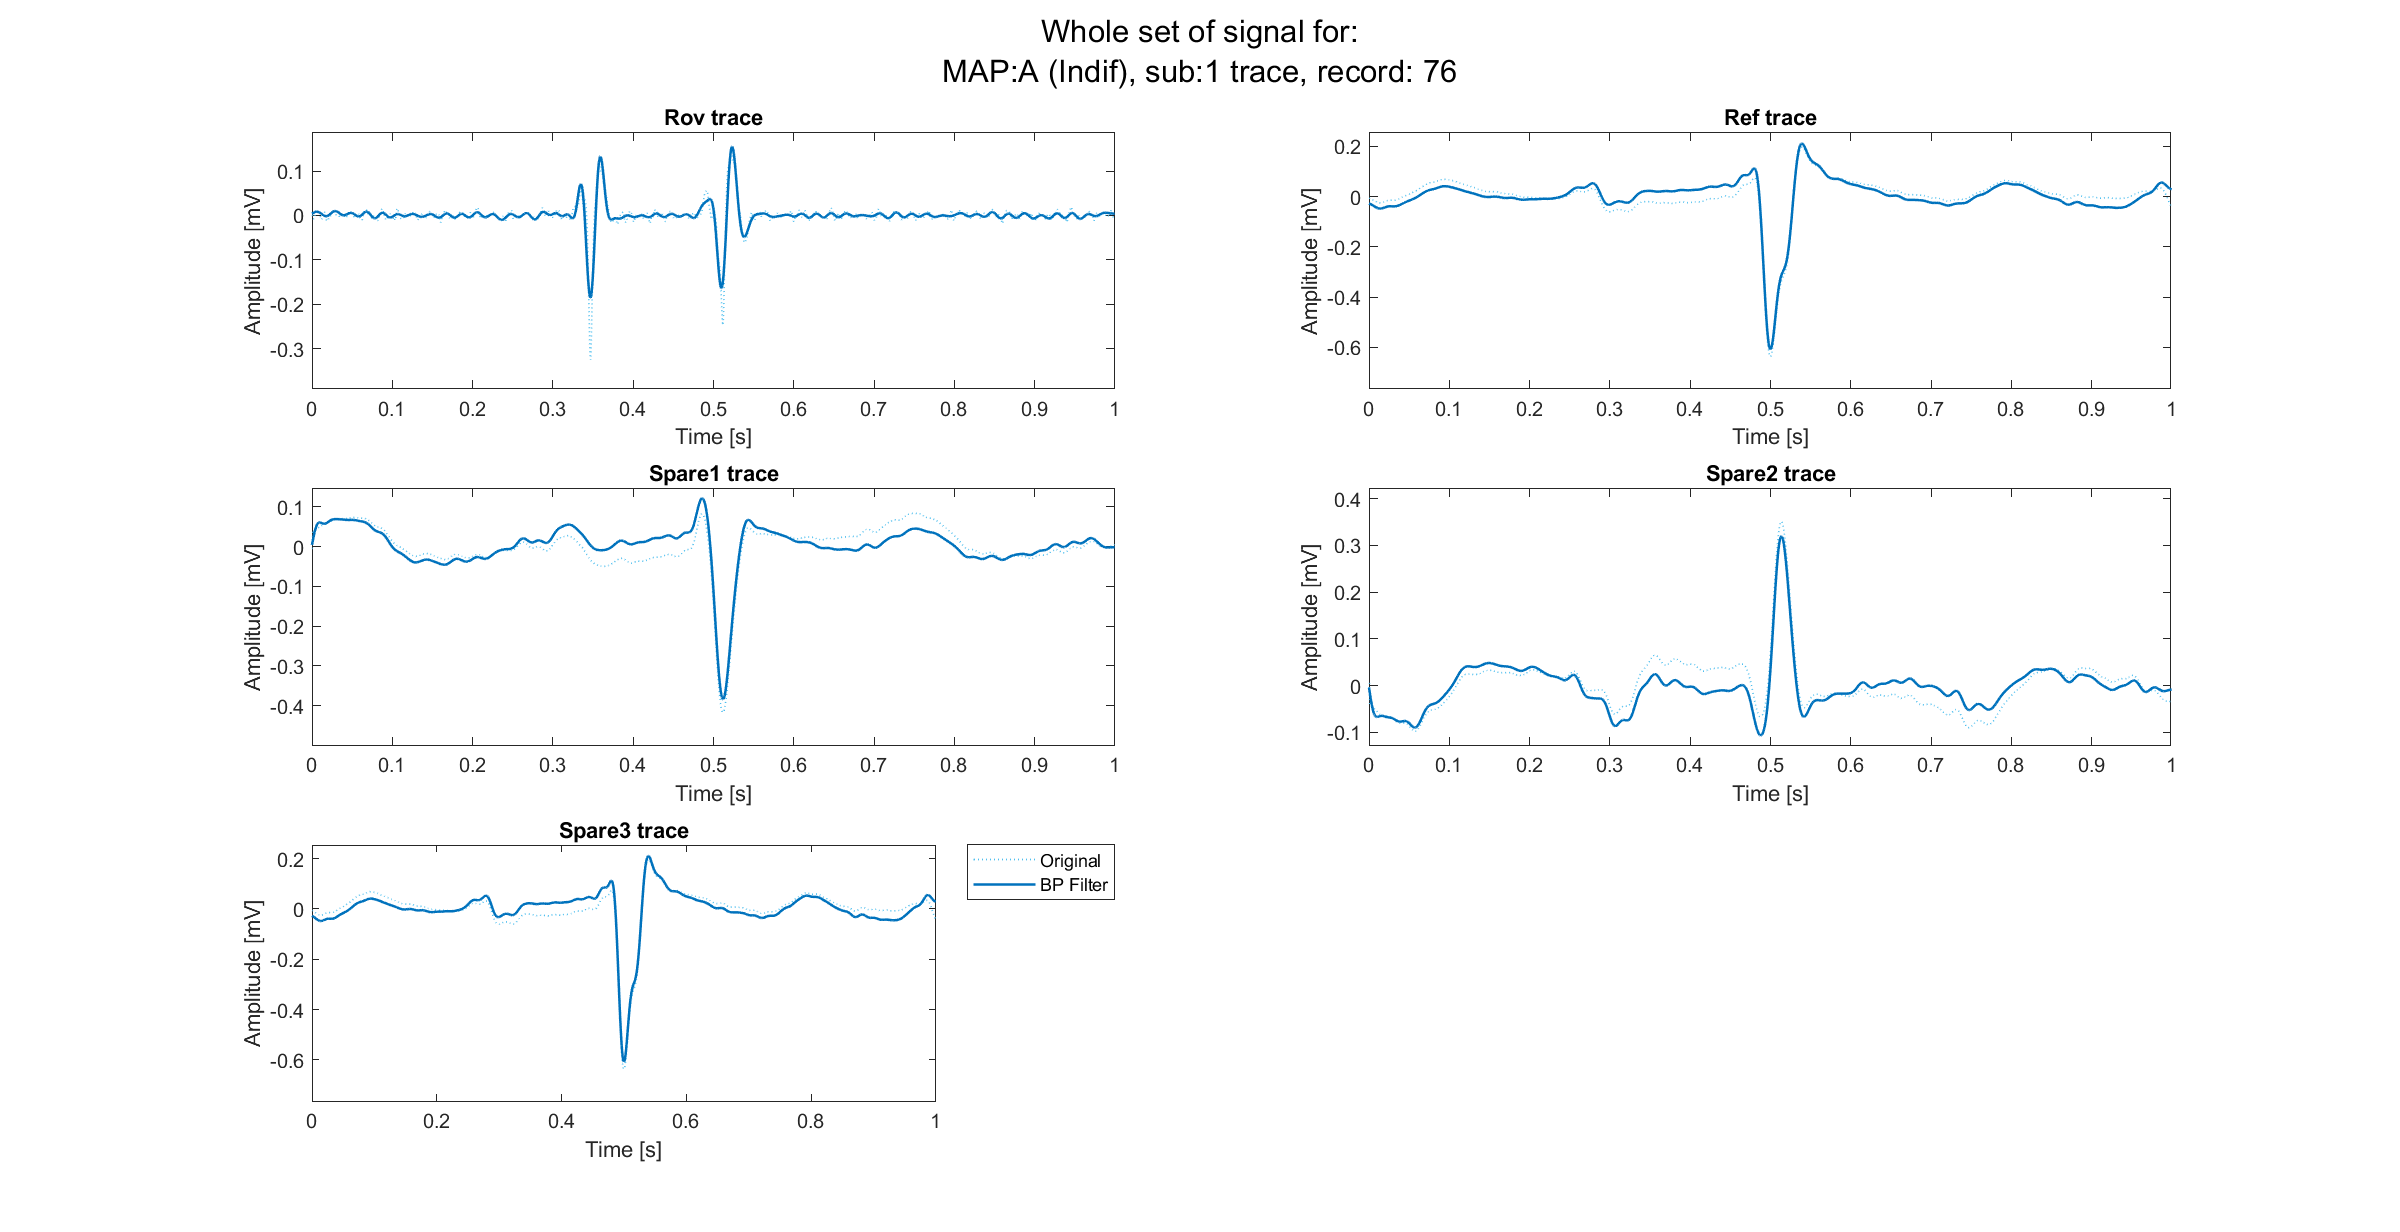 Whole set of signal for:
MAP:A (Indif), sub:1 trace, record: 76
Rov trace
Amplitude [mV]
0.1
0
-0.1
-0.2
-0.3
0 0.1 0.2 0.3 0.4 0.5 0.6 0.7 0.8 0.9 1
Time [s]
Ref trace
Amplitude [mV]
0.2
0
-0.2
-0.4
-0.6
0 0.1 0.2 0.3 0.4 0.5 0.6 0.7 0.8 0.9 1
Time [s]
Spare1 trace
Amplitude [mV]
0.1
0
-0.1
-0.2
-0.3
-0.4
0 0.1 0.2 0.3 0.4 0.5 0.6 0.7 0.8 0.9 1
Time [s]
Spare2 trace
Amplitude [mV]
0.4
0.3
0.2
0.1
0
-0.1
0 0.1 0.2 0.3 0.4 0.5 0.6 0.7 0.8 0.9 1
Time [s]
Spare3 trace
Amplitude [mV]
0.2
0
-0.2
-0.4
-0.6
0 0.2 0.4 0.6 0.8 1
Time [s]
Original
BP Filter